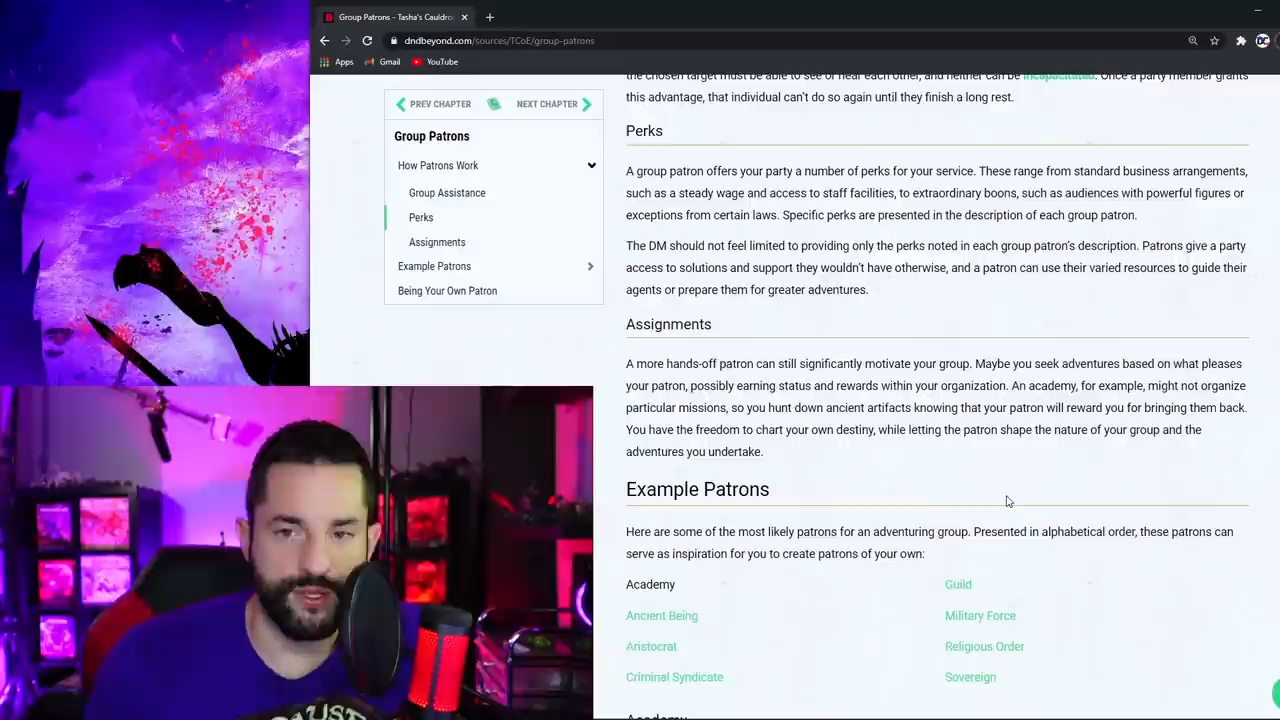 Group Patrons - Tasha's Cauldro
dndbeyond.com/sources/TCoE/group-patrons
Apps Gmail YouTube
PREV CHAPTER NEXT CHAPTER
Group Patrons
How Patrons Work
Group Assistance
Perks
Assignments
Example Patrons
Being Your Own Patron
the chosen target must be able to see or hear each other, and neither can be incapacitated. Once a party member grants
this advantage, that individual can't do so again until they finish a long rest.
Perks
A group patron offers your party a number of perks for your service. These range from standard business arrangements,
such as a steady wage and access to staff facilities, to extraordinary boons, such as audiences with powerful figures or
exceptions from certain laws. Specific perks are presented in the description of each group patron.
The DM should not feel limited to providing only the perks noted in each group patron's description. Patrons give a party
access to solutions and support they wouldn't have otherwise, and a patron can use their varied resources to guide their
agents or prepare them for greater adventures.
Assignments
A more hands-off patron can still significantly motivate your group. Maybe you seek adventures based on what pleases
your patron, possibly earning status and rewards within your organization. An academy, for example, might not organize
particular missions, so you hunt down ancient artifacts knowing that your patron will reward you for bringing them back.
You have the freedom to chart your own destiny, while letting the patron shape the nature of your group and the
adventures you undertake.
Example Patrons
Here are some of the most likely patrons for an adventuring group. Presented in alphabetical order, these patrons can
serve as inspiration for you to create patrons of your own:
Academy Guild
Ancient Being Military Force
Aristocrat Religious Order
Criminal Syndicate Sovereign
Academy